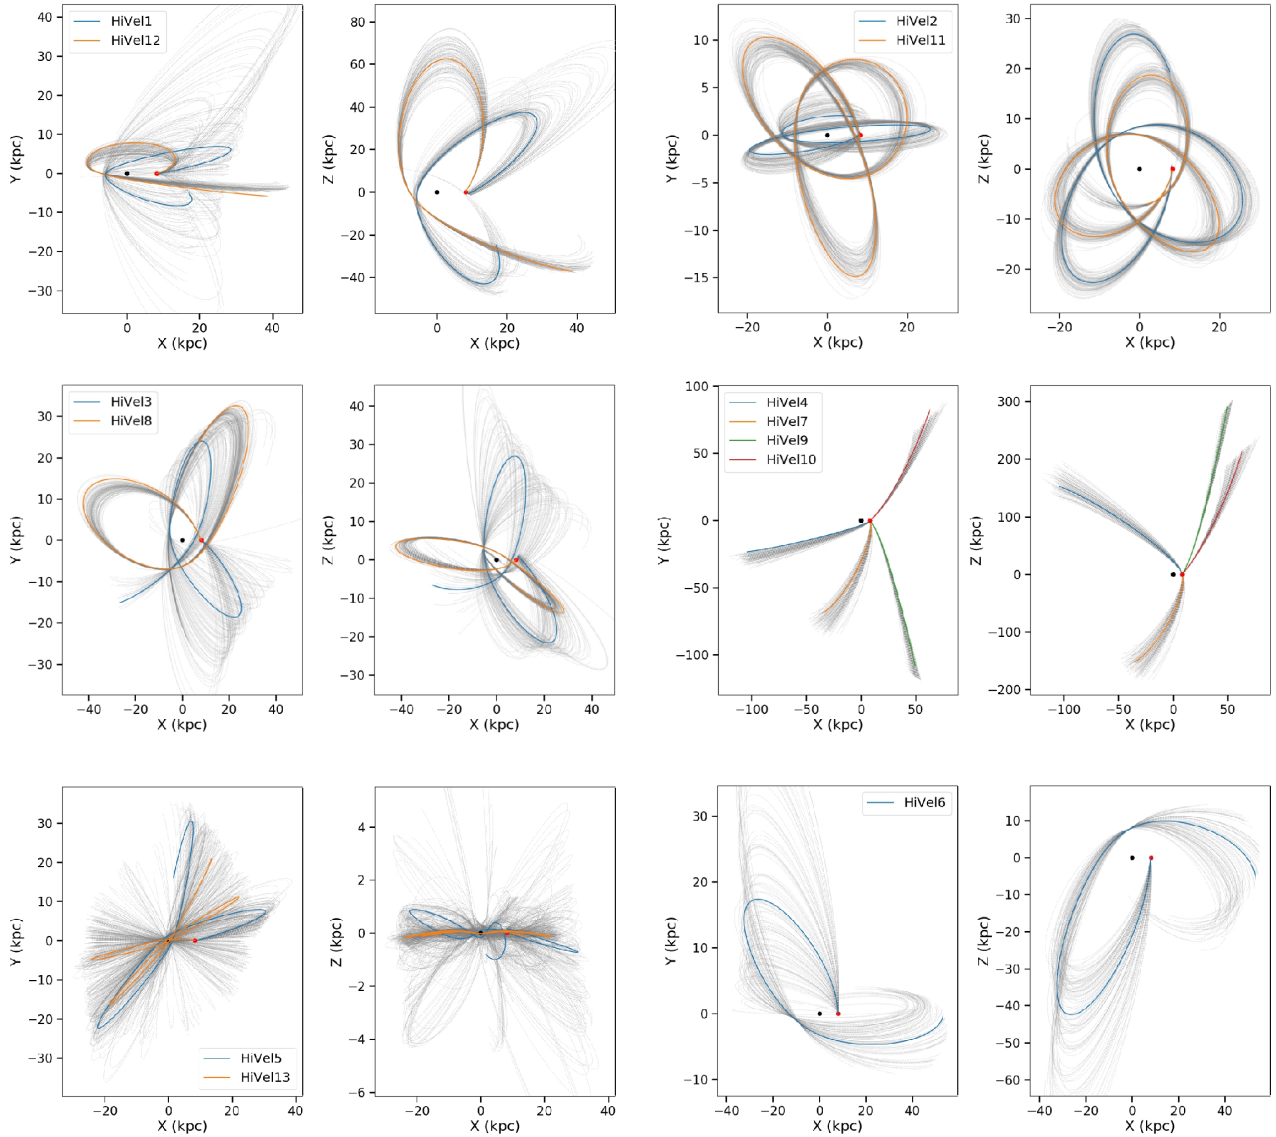 HiVel1
HiVel12
40
30
20
10
0
−10
−20
−30
Y (kpc)
0 20 40
X (kpc)
80
60
40
20
0
−20
−40
Z (kpc)
0 20 40
X (kpc)
HiVel2
HiVel11
10
5
0
−5
−10
−15
Y (kpc)
−20 0 20
X (kpc)
30
20
10
0
−10
−20
Z (kpc)
−20 0 20
X (kpc)
HiVel3
HiVel8
30
20
10
0
−10
−20
−30
Y (kpc)
−40 −20 0 20 40
X (kpc)
40
30
20
10
0
−10
−20
−30
Z (kpc)
−40 −20 0 20 40
X (kpc)
HiVel4
HiVel7
HiVel9
HiVel10
100
50
0
−50
−100
Y (kpc)
−100 −50 0 50
X (kpc)
300
200
100
0
−100
−200
Z (kpc)
−100 −50 0 50
X (kpc)
30
20
10
0
−10
−20
−30
Y (kpc)
HiVel5
HiVel13
−20 0 20 40
X (kpc)
4
2
0
−2
−4
−6
Z (kpc)
−20 0 20 40
X (kpc)
HiVel6
30
20
10
0
−10
Y (kpc)
−40 −20 0 20 40
X (kpc)
10
0
−10
−20
−30
−40
−50
−60
Z (kpc)
−40 −20 0 20 40
X (kpc)